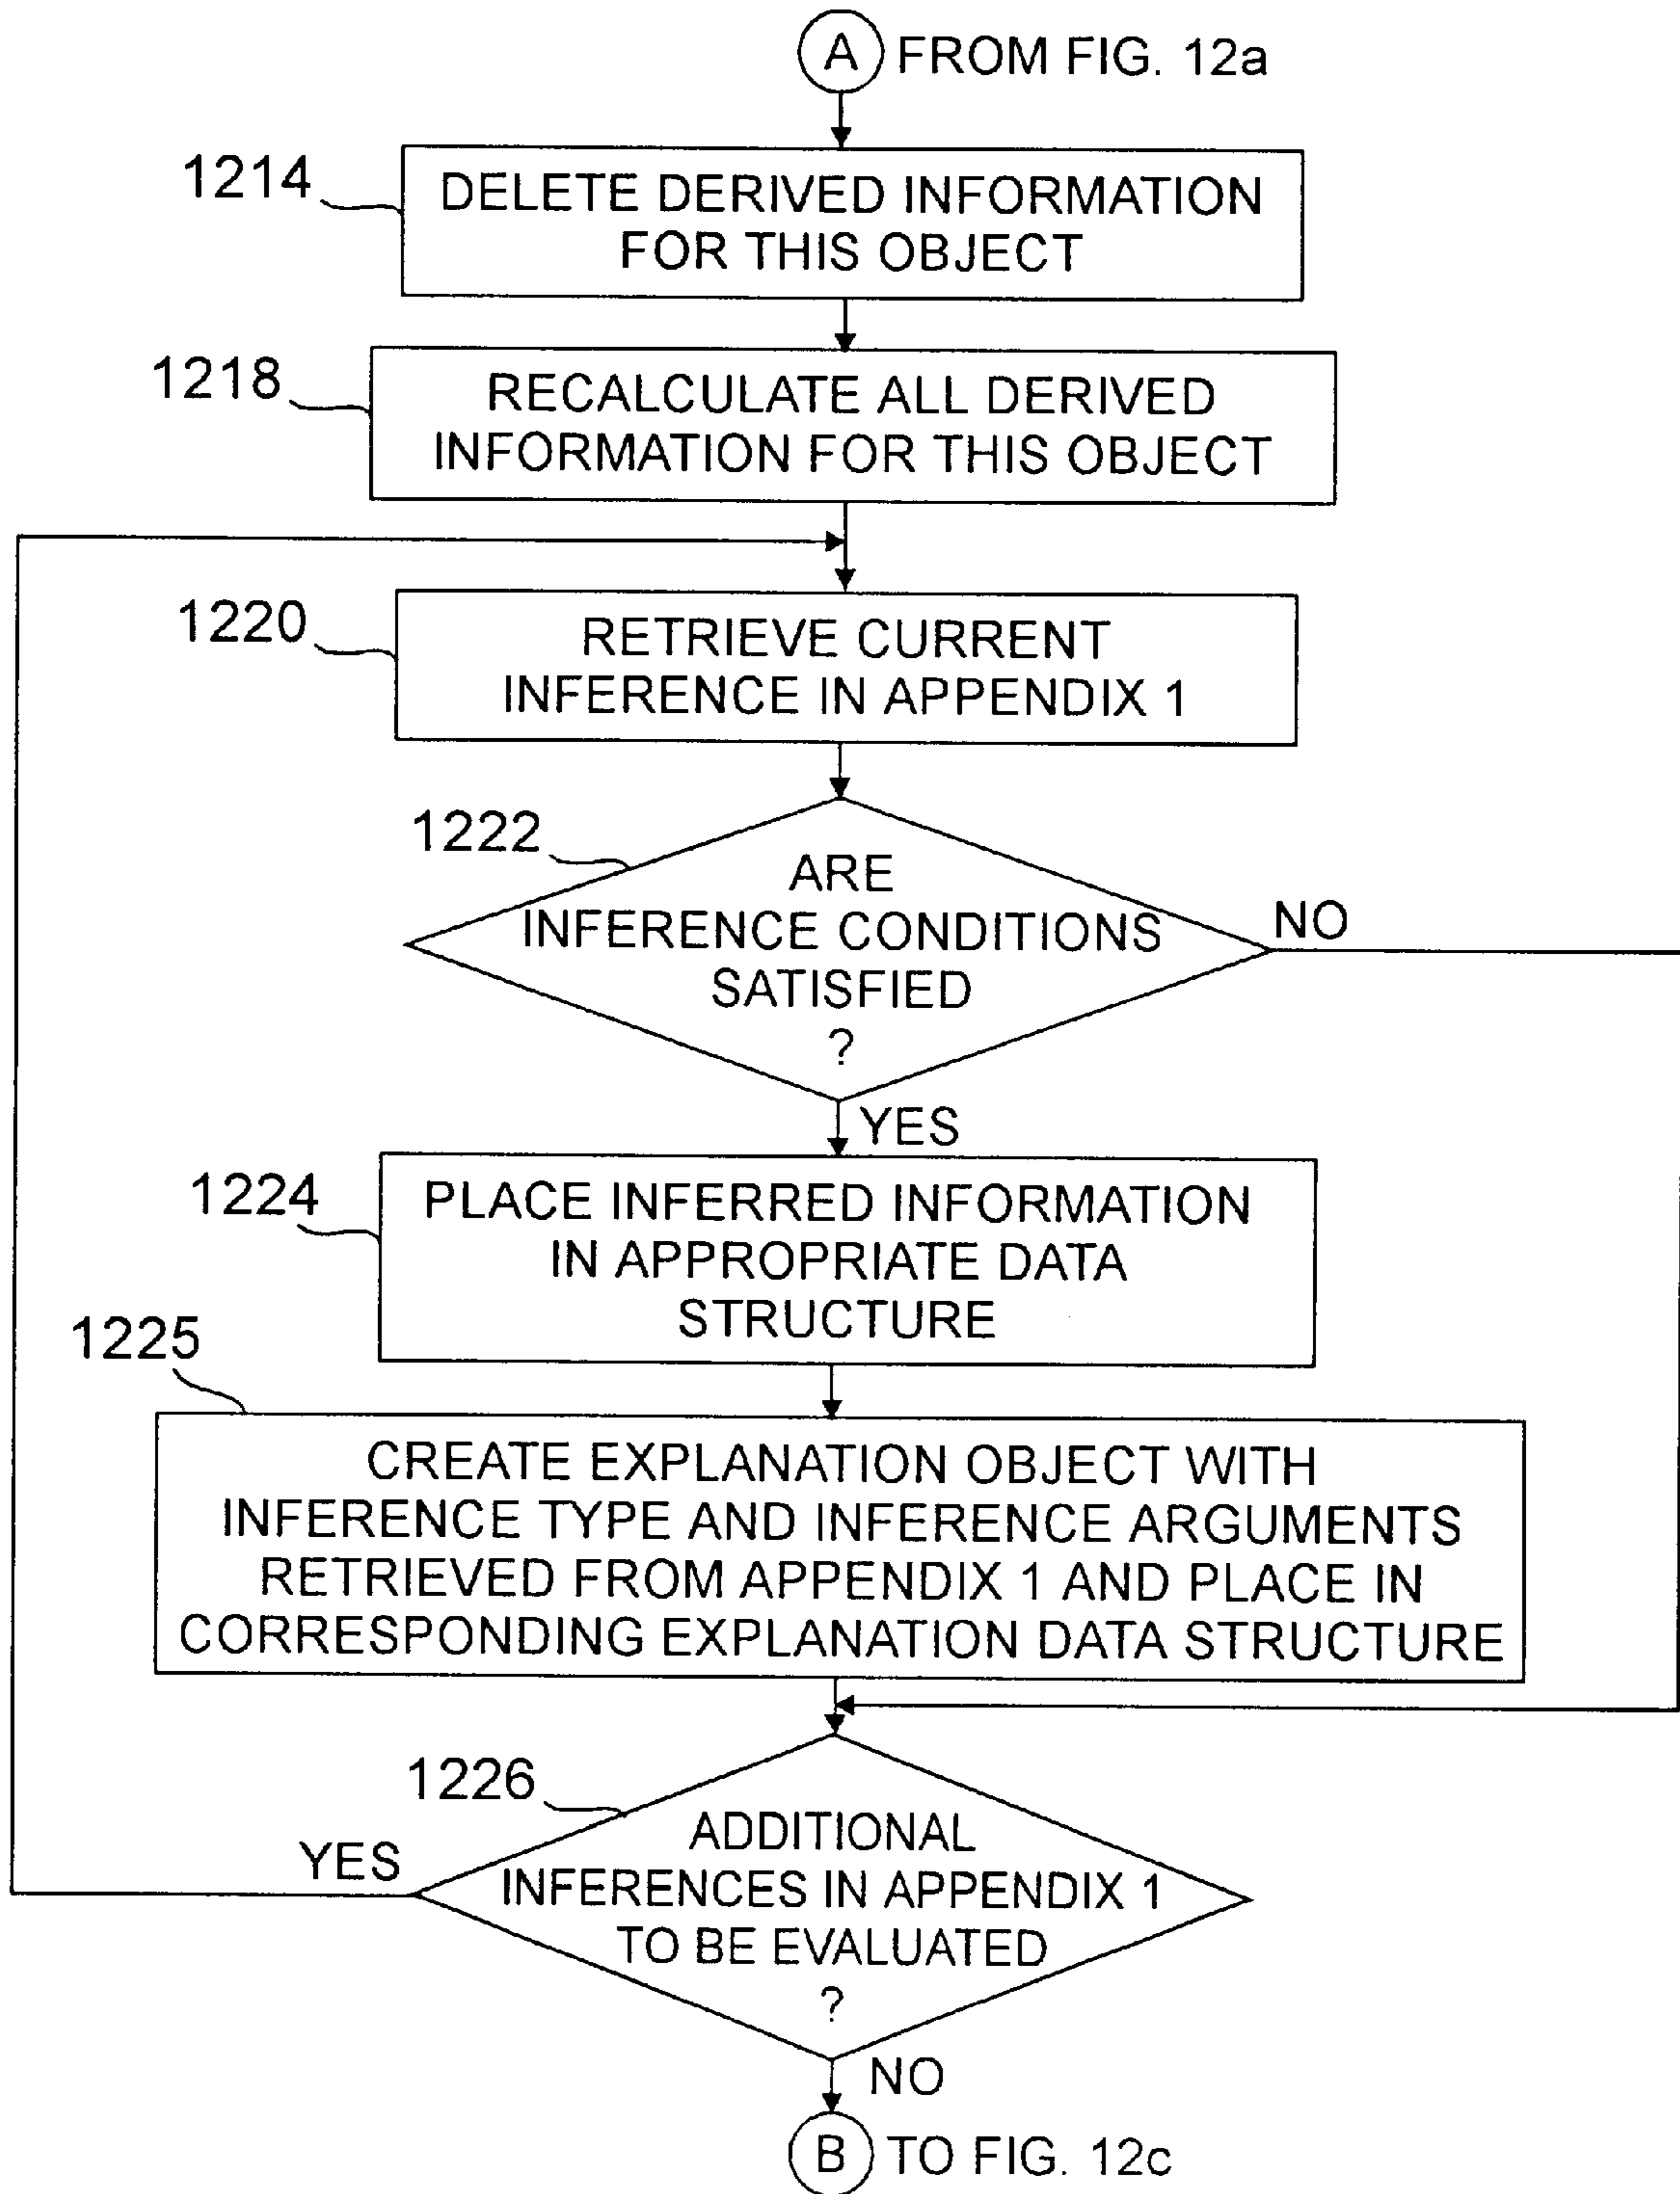 A FROM FIG. 12a
1214
DELETE DERIVED INFORMATION
FOR THIS OBJECT
1218
RECALCULATE ALL DERIVED
INFORMATION FOR THIS OBJECT
1220
RETRIEVE CURRENT
INFERENCE IN APPENDIX 1
1222
ARE
INFERENCE CONDITIONS
SATISFIED
?
NO
YES
1224
PLACE INFERRED INFORMATION
IN APPROPRIATE DATA
STRUCTURE
1225
CREATE EXPLANATION OBJECT WITH
INFERENCE TYPE AND INFERENCE ARGUMENTS
RETRIEVED FROM APPENDIX 1 AND PLACE IN
CORRESPONDING EXPLANATION DATA STRUCTURE
1226
ADDITIONAL
INFERENCES IN APPENDIX 1
TO BE EVALUATED
?
YES
NO
B TO FIG. 12c